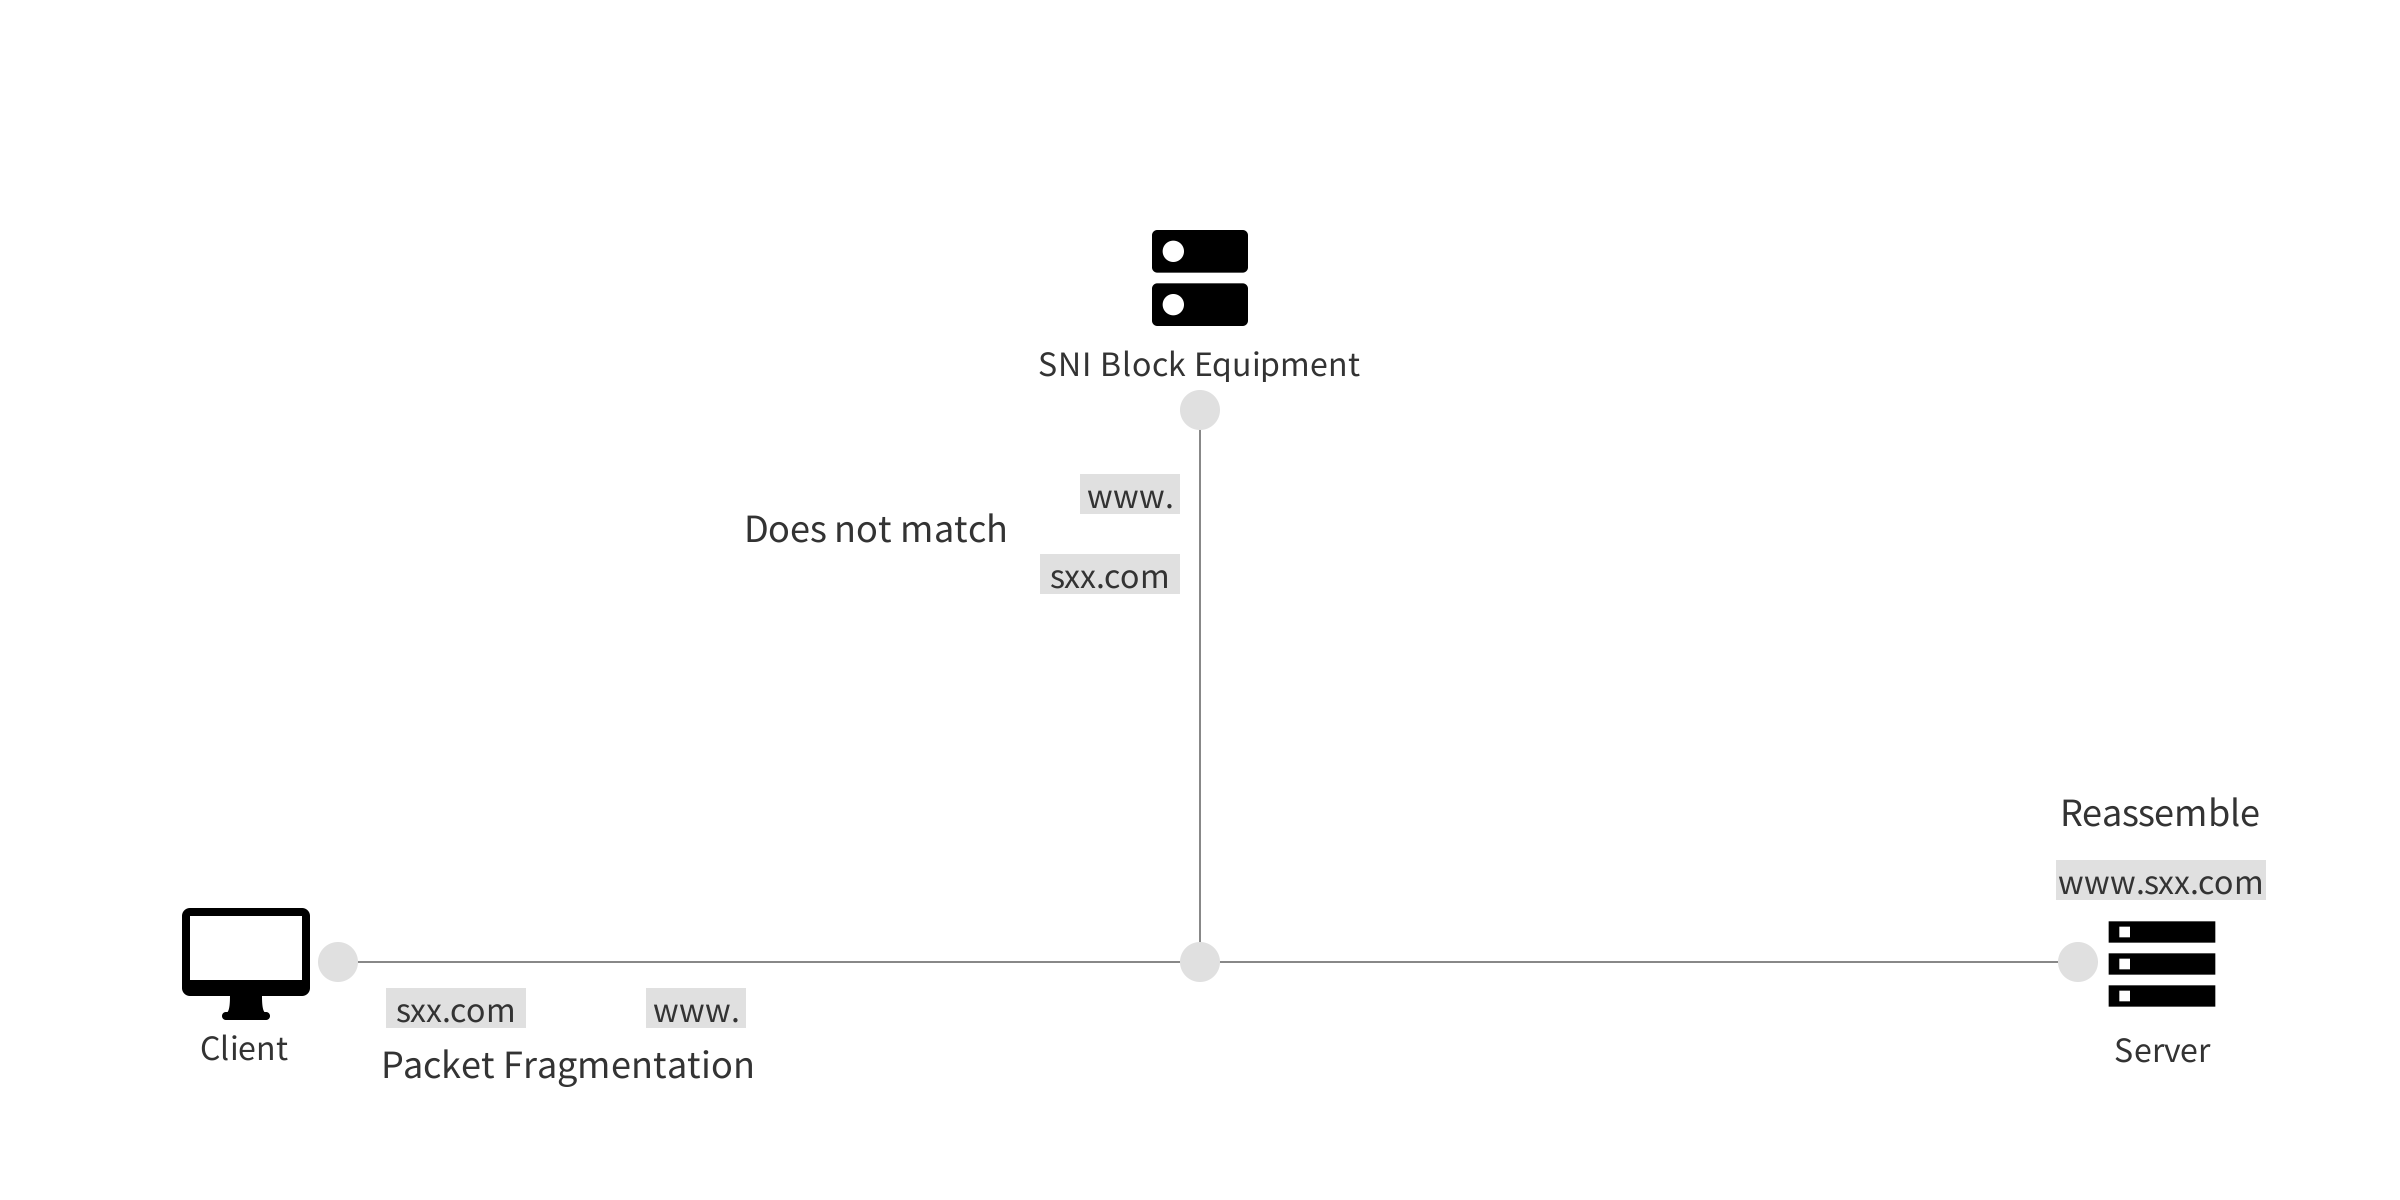 SNI Block Equipment
www.
Does not match
sxx.com
Reassemble
www.sxx.com
sxx.com
www.
Client
Packet Fragmentation
Server